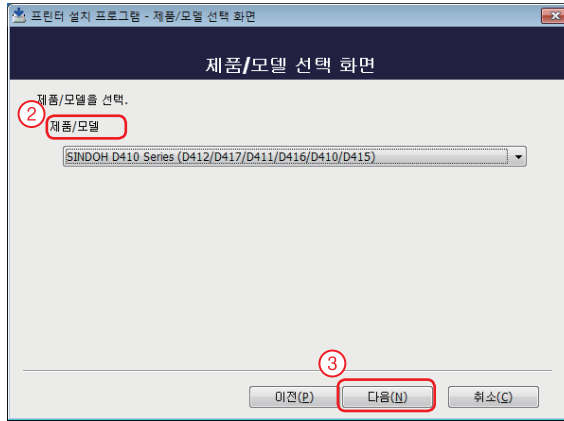 프린터 설치 프로그램 - 제품/모델 선택 화면
제품/모델 선택 화면
제품/모델을 선택.
②
제품/모델
SINDOH D410 Series (D412/D417/D411/D416/D410/D415)
③
이전(P) 다음(N) 취소(C)